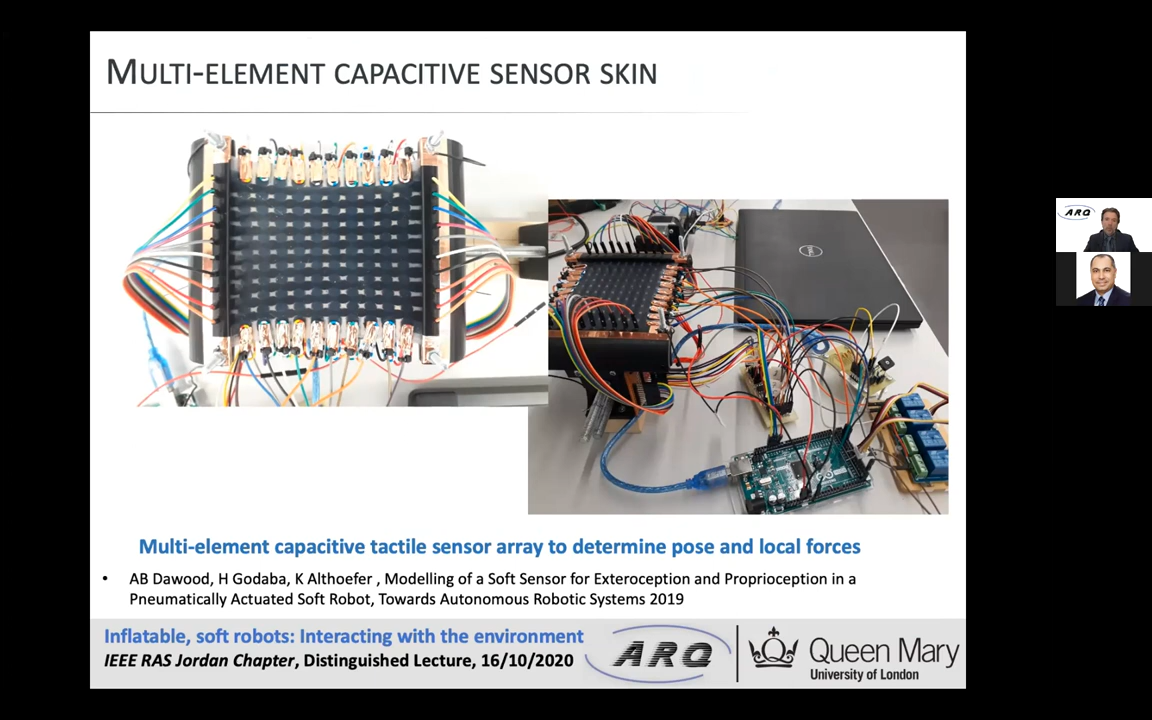 MULTI-ELEMENT CAPACITIVE SENSOR SKIN
ARQ
DELL
Multi-element capacitive tactile sensor array to determine pose and local forces
• AB Dawood, H Godaba, K Althoefer , Modelling of a Soft Sensor for Exteroception and Proprioception in a
Pneumatically Actuated Soft Robot, Towards Autonomous Robotic Systems 2019
Inflatable, soft robots: Interacting with the environment
IEEE RAS Jordan Chapter, Distinguished Lecture, 16/10/2020
ARQ
Queen Mary
University of London